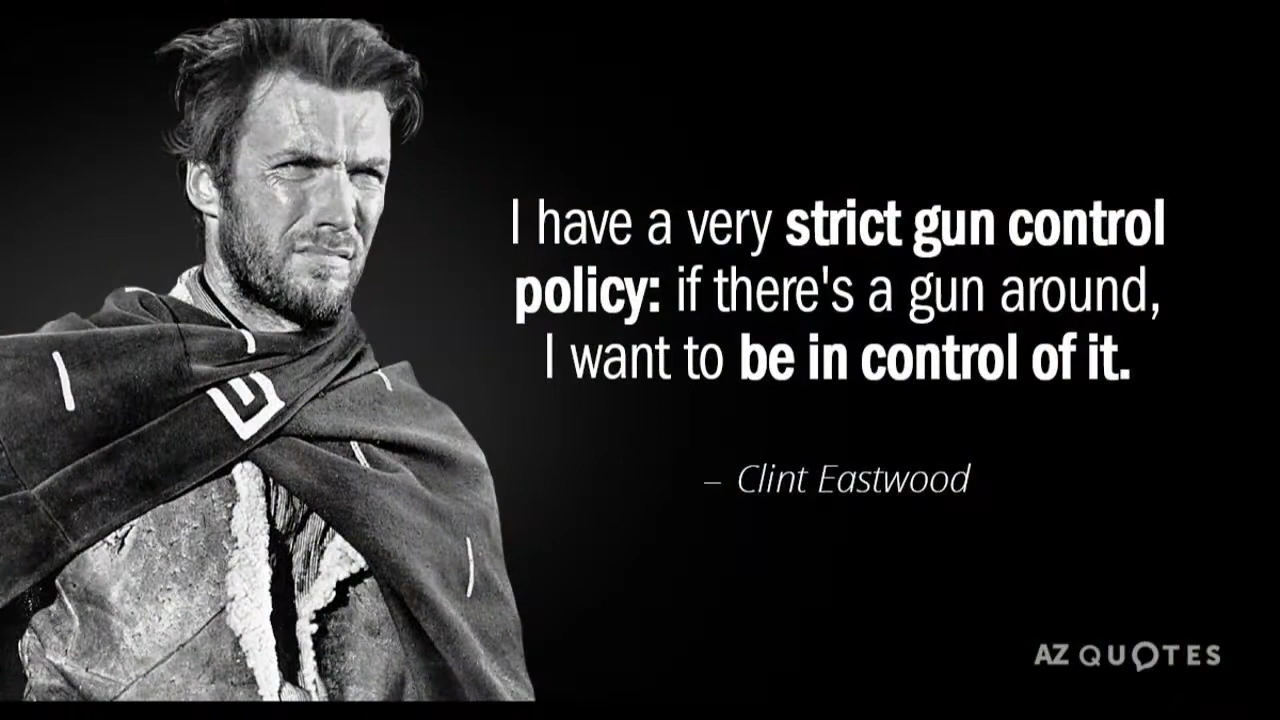 I have a very strict gun control
policy: if there's a gun around,
I want to be in control of it.
– Clint Eastwood
AZ QUOTES